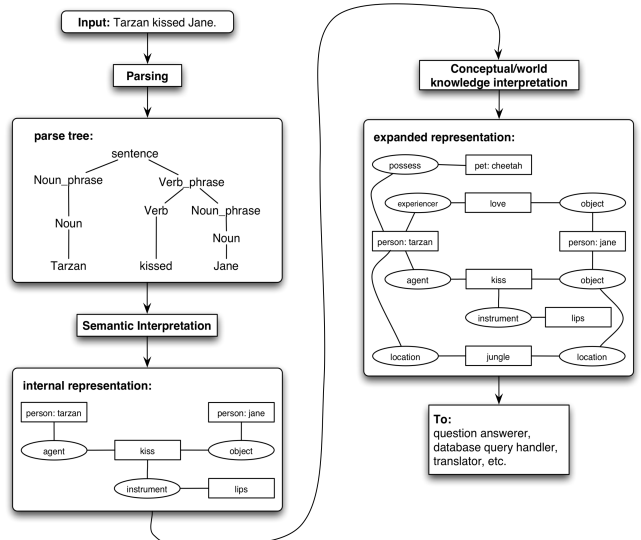 Input: Tarzan kissed Jane.
Parsing
parse tree:
sentence
Noun_phrase Verb_phrase
Verb Noun_phrase
Noun Noun
Tarzan kissed Jane
Semantic Interpretation
internal representation:
person: tarzan person: jane
agent kiss object
instrument lips
Conceptual/world
knowledge interpretation
expanded representation:
possess pet: cheetah
experiencer love object
person: tarzan person: jane
agent kiss object
instrument lips
location jungle location
To:
question answerer,
database query handler,
translator, etc.